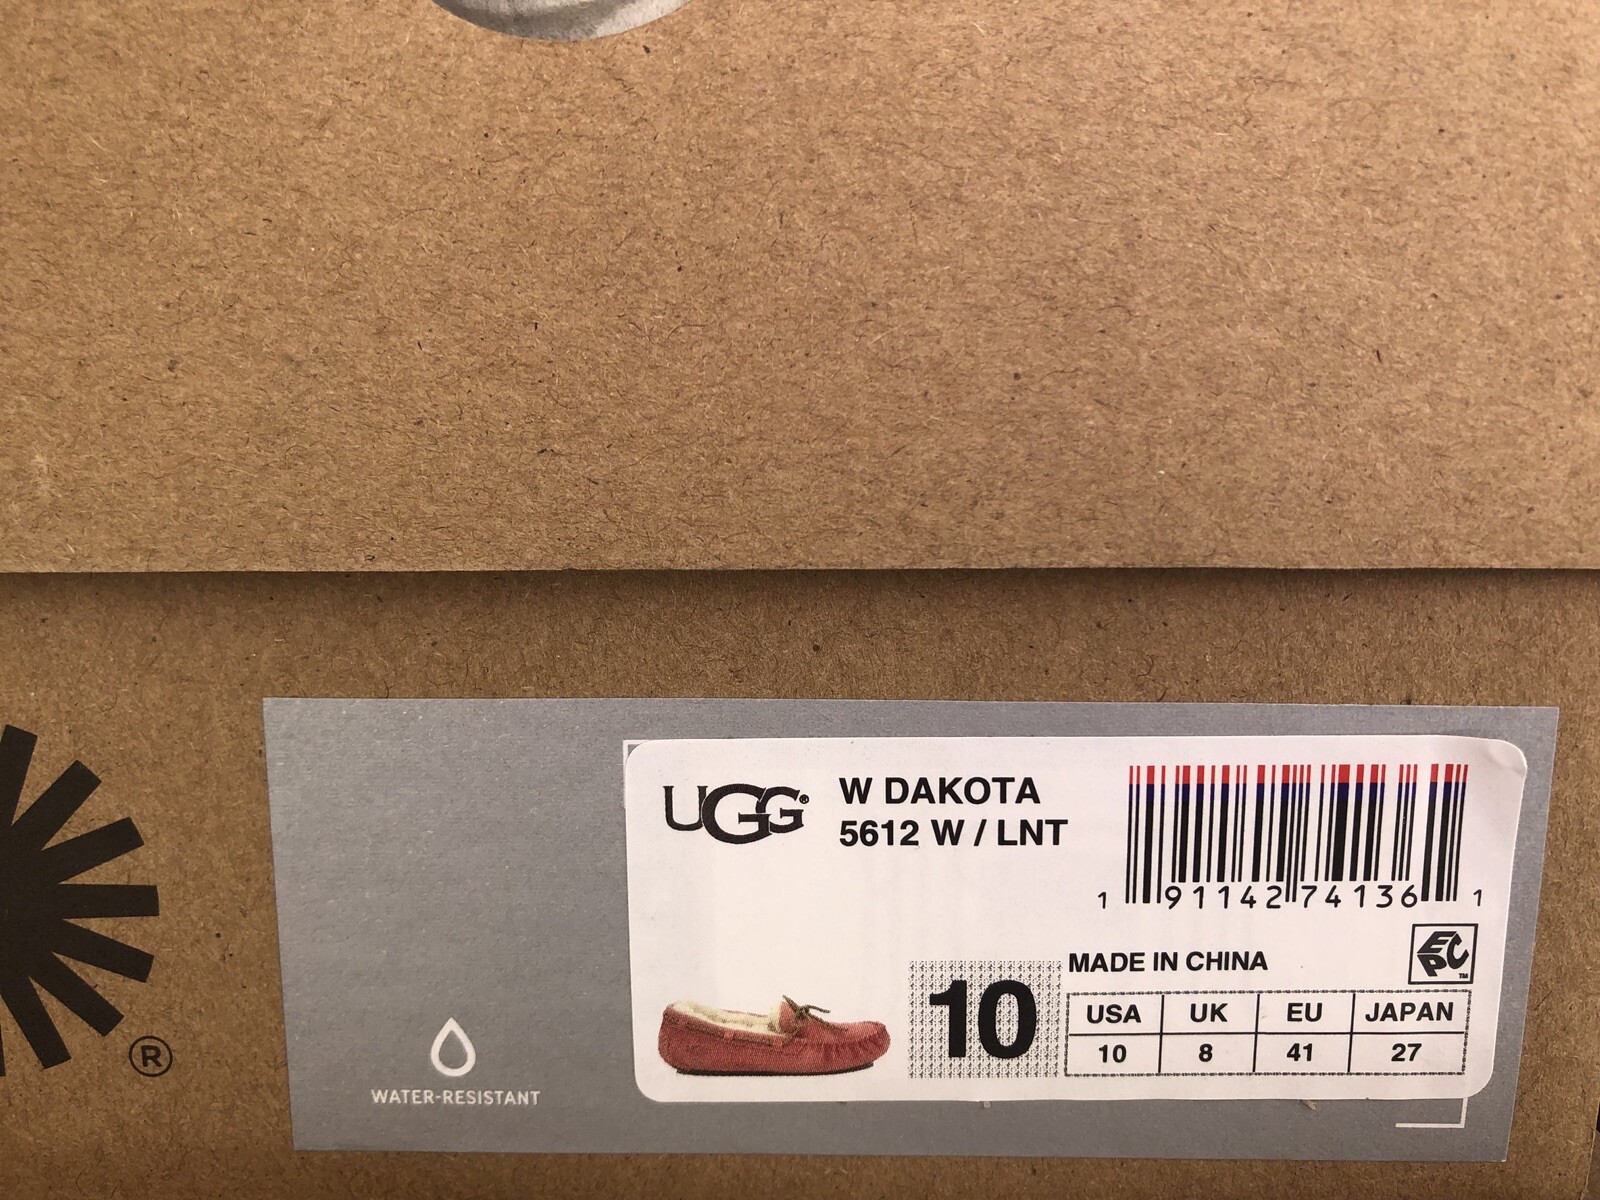 UGG®
W DAKOTA
5612 W / LNT
1 91142 74136 1
MADE IN CHINA
EPC™
10
USA UK EU JAPAN
10 8 41 27
WATER-RESISTANT
®